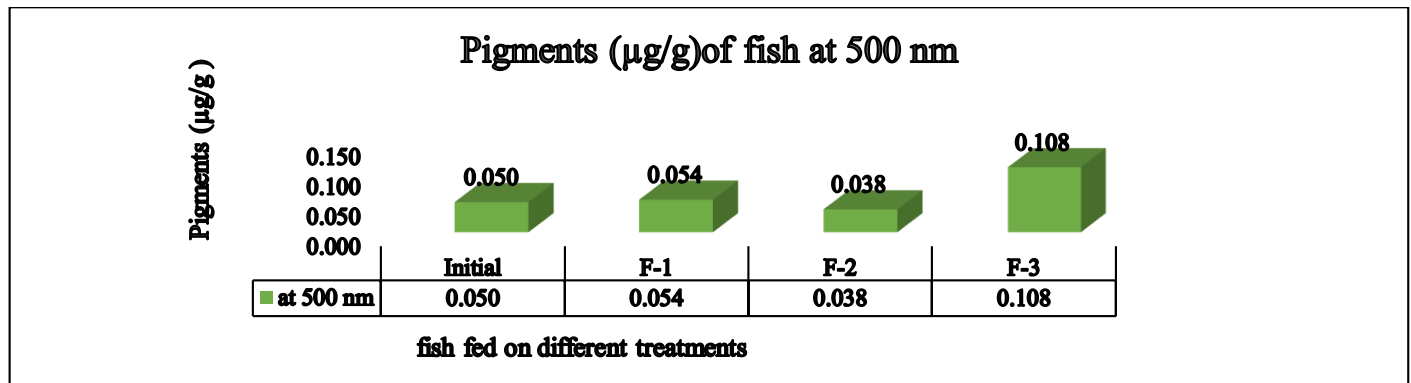 Pigments (µg/g)of fish at 500 nm
Pigments (µg/g )
0.150
0.100
0.050
0.000
0.050
0.054
0.038
0.108
Initial F-1 F-2 F-3
at 500 nm 0.050 0.054 0.038 0.108
fish fed on different treatments